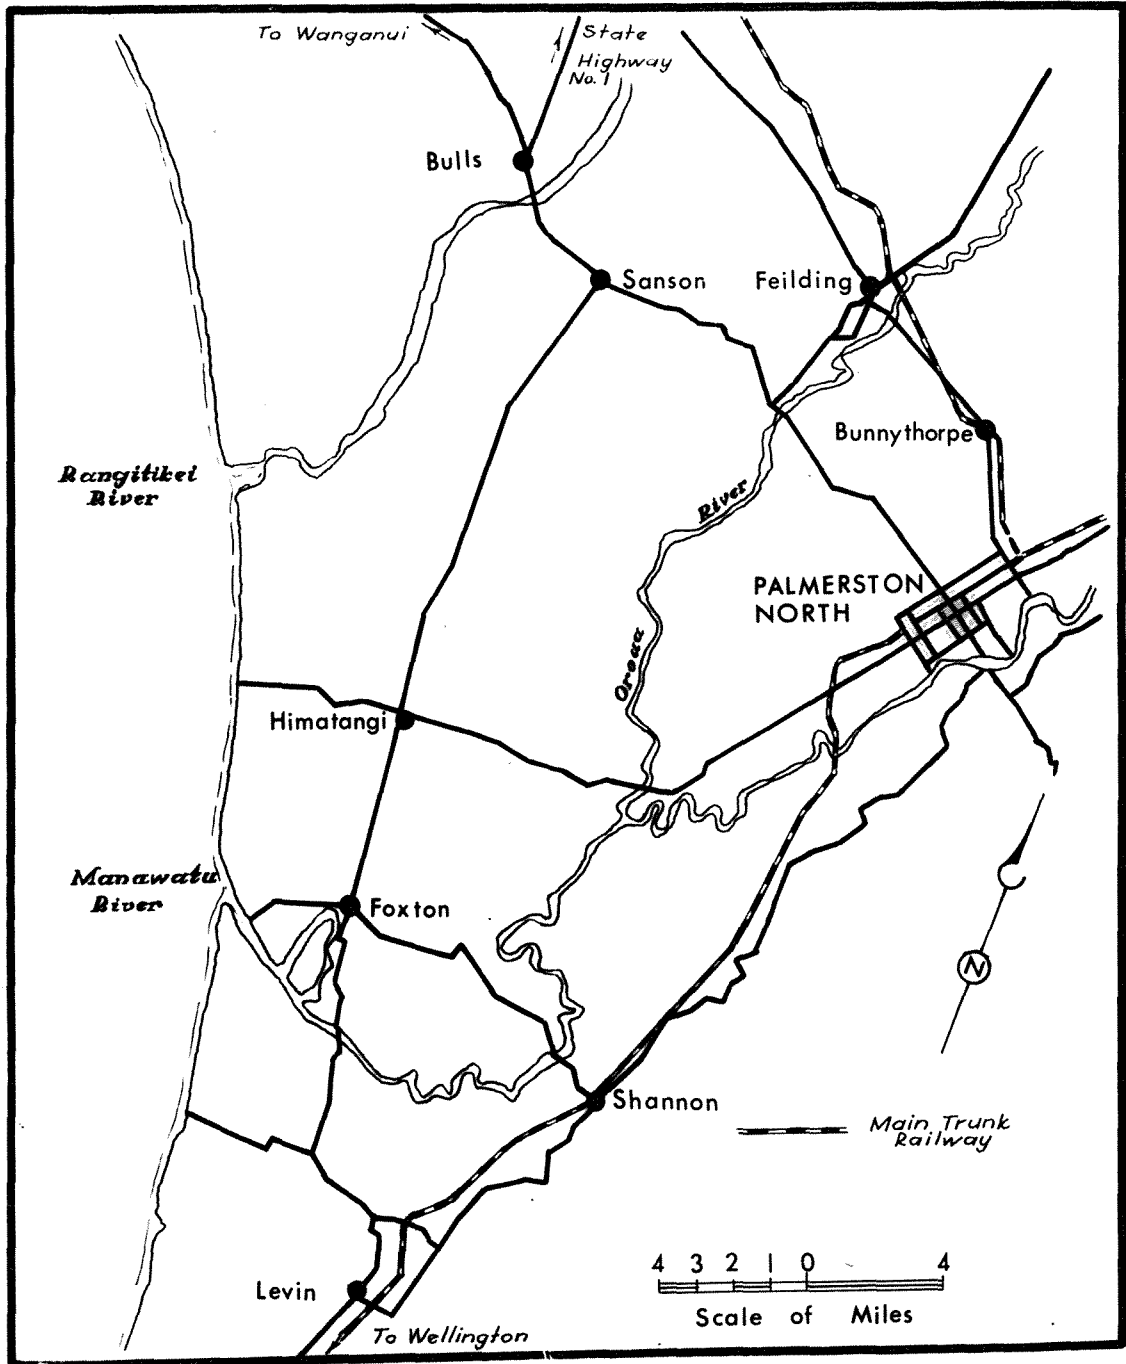 To Wanganui
State
Highway
No. 1
Bulls
Sanson
Feilding
Bunnythorpe
Rangitikei
River
River
PALMERSTON
NORTH
Oroua
Himatangi
Manawatu
River
Foxton
N
Shannon
Main Trunk
Railway
4 3 2 1 0 4
Scale of Miles
Levin
To Wellington